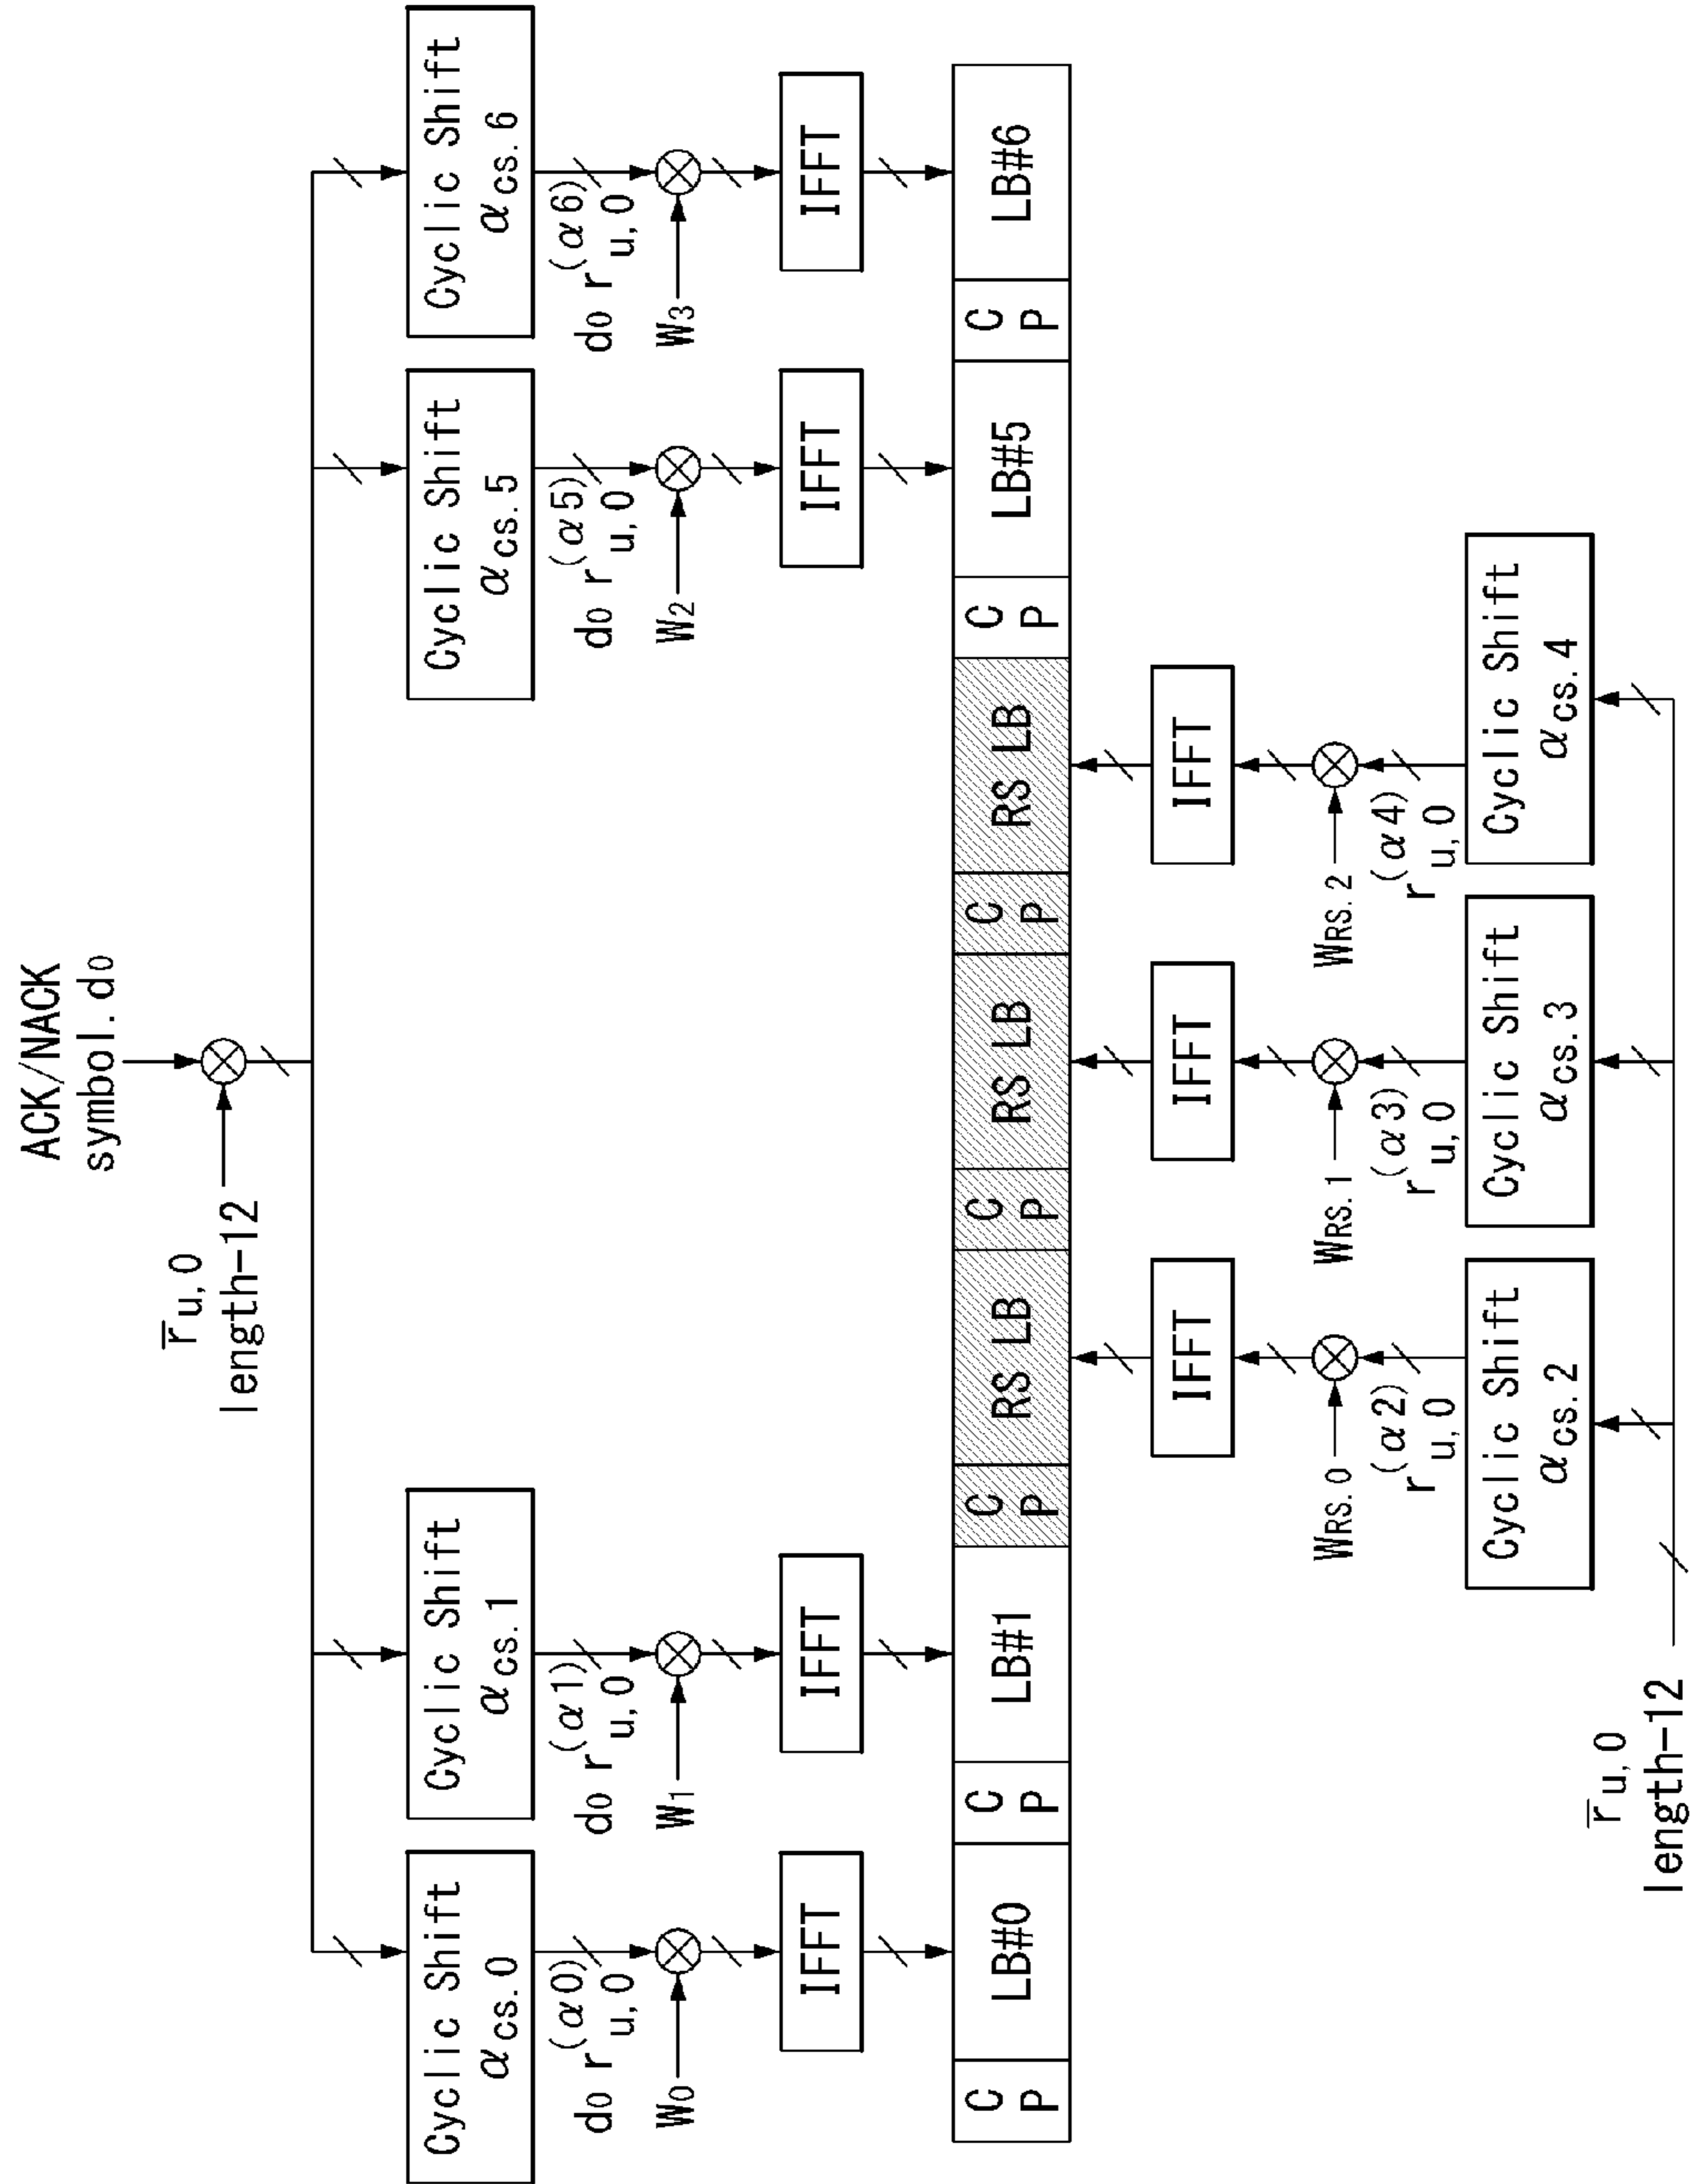 ACK/NACK
symbol.d0
r̄u,0
length-12
Cyclic Shift
αcs.0
Cyclic Shift
αcs.1
Cyclic Shift
αcs.5
Cyclic Shift
αcs.6
d0 r(α0)u,0
d0 r(α1)u,0
d0 r(α5)u,0
d0 r(α6)u,0
W0
W1
W2
W3
IFFT
IFFT
IFFT
IFFT
CP
LB#0
CP
LB#1
CP
RS LB
CP
RS LB
CP
RS LB
CP
LB#5
CP
LB#6
IFFT
IFFT
IFFT
WRS.0
WRS.1
WRS.2
r(α2)u,0
r(α3)u,0
r(α4)u,0
Cyclic Shift
αcs.2
Cyclic Shift
αcs.3
Cyclic Shift
αcs.4
r̄u,0
length-12